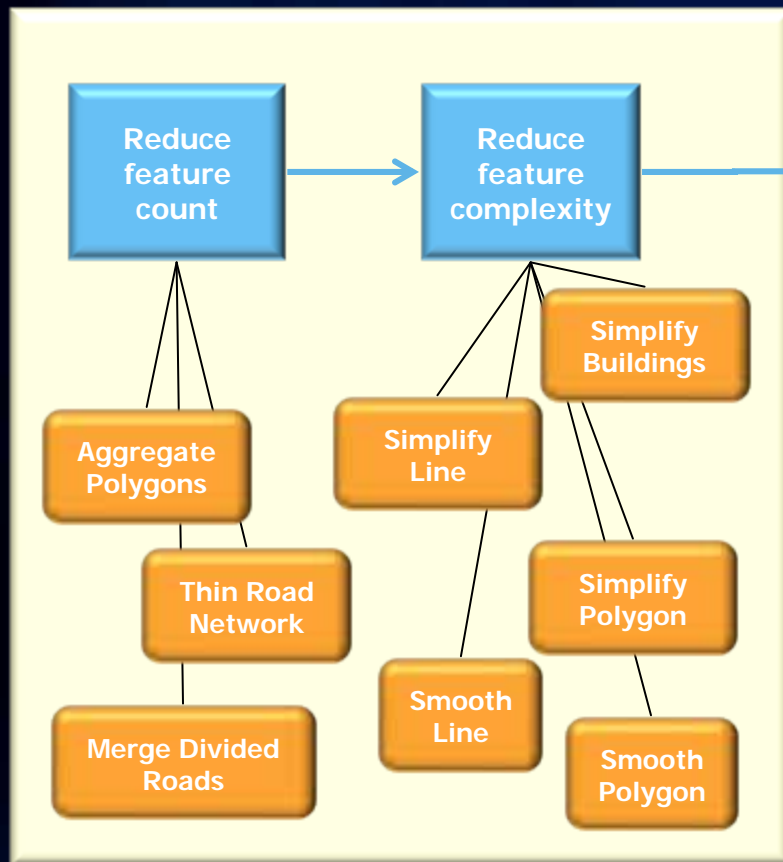 Reduce
feature
count
Reduce
feature
complexity
Aggregate
Polygons
Thin Road
Network
Merge Divided
Roads
Simplify
Buildings
Simplify
Line
Simplify
Polygon
Smooth
Line
Smooth
Polygon